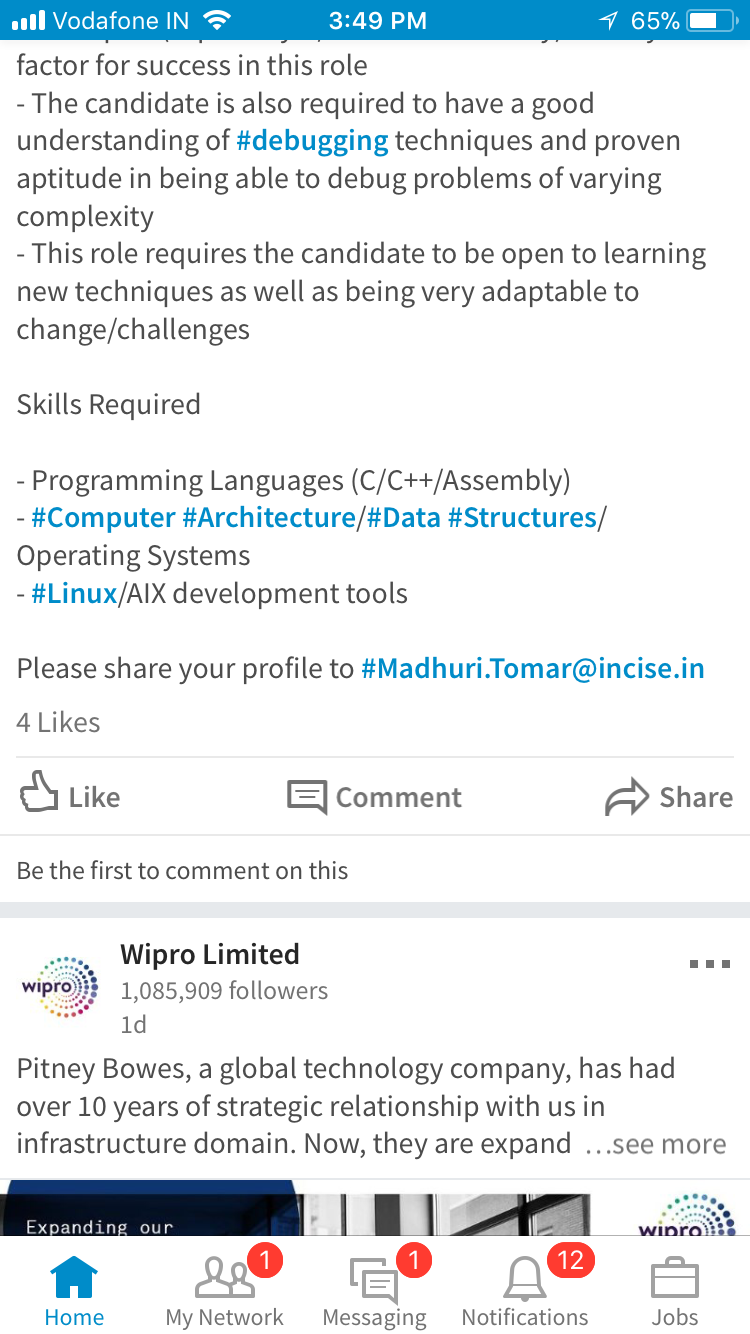 Vodafone IN 3:49 PM 65%
factor for success in this role
- The candidate is also required to have a good
understanding of #debugging techniques and proven
aptitude in being able to debug problems of varying
complexity
- This role requires the candidate to be open to learning
new techniques as well as being very adaptable to
change/challenges
Skills Required
- Programming Languages (C/C++/Assembly)
- #Computer #Architecture/#Data #Structures/
Operating Systems
- #Linux/AIX development tools
Please share your profile to #Madhuri.Tomar@incise.in
4 Likes
Like Comment Share
Be the first to comment on this
wipro
Wipro Limited
1,085,909 followers
1d
Pitney Bowes, a global technology company, has had
over 10 years of strategic relationship with us in
infrastructure domain. Now, they are expand ...see more
Expanding our
wipro
1 1 12
Home My Network Messaging Notifications Jobs